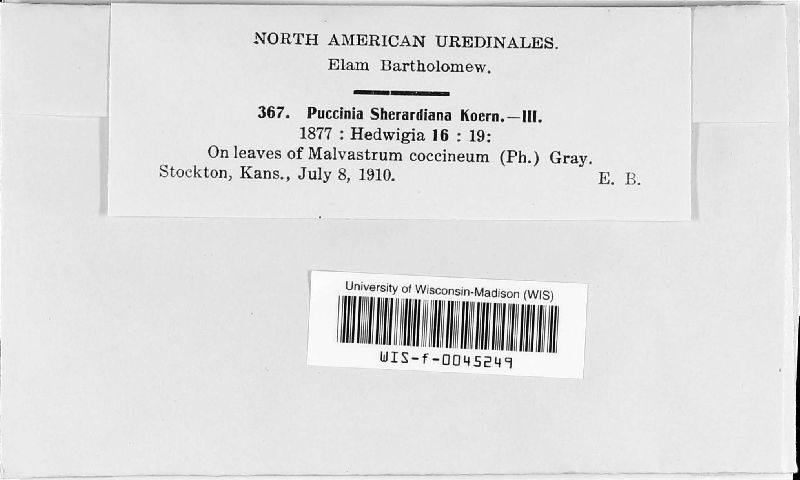 NORTH AMERICAN UREDINALES.
Elam Bartholomew.
367. Puccinia Sherardiana Koern.—III.
1877 : Hedwigia 16 : 19:
On leaves of Malvastrum coccineum (Ph.) Gray.
Stockton, Kans., July 8, 1910. E. B.
University of Wisconsin-Madison (WIS)
WIS-f-0045249